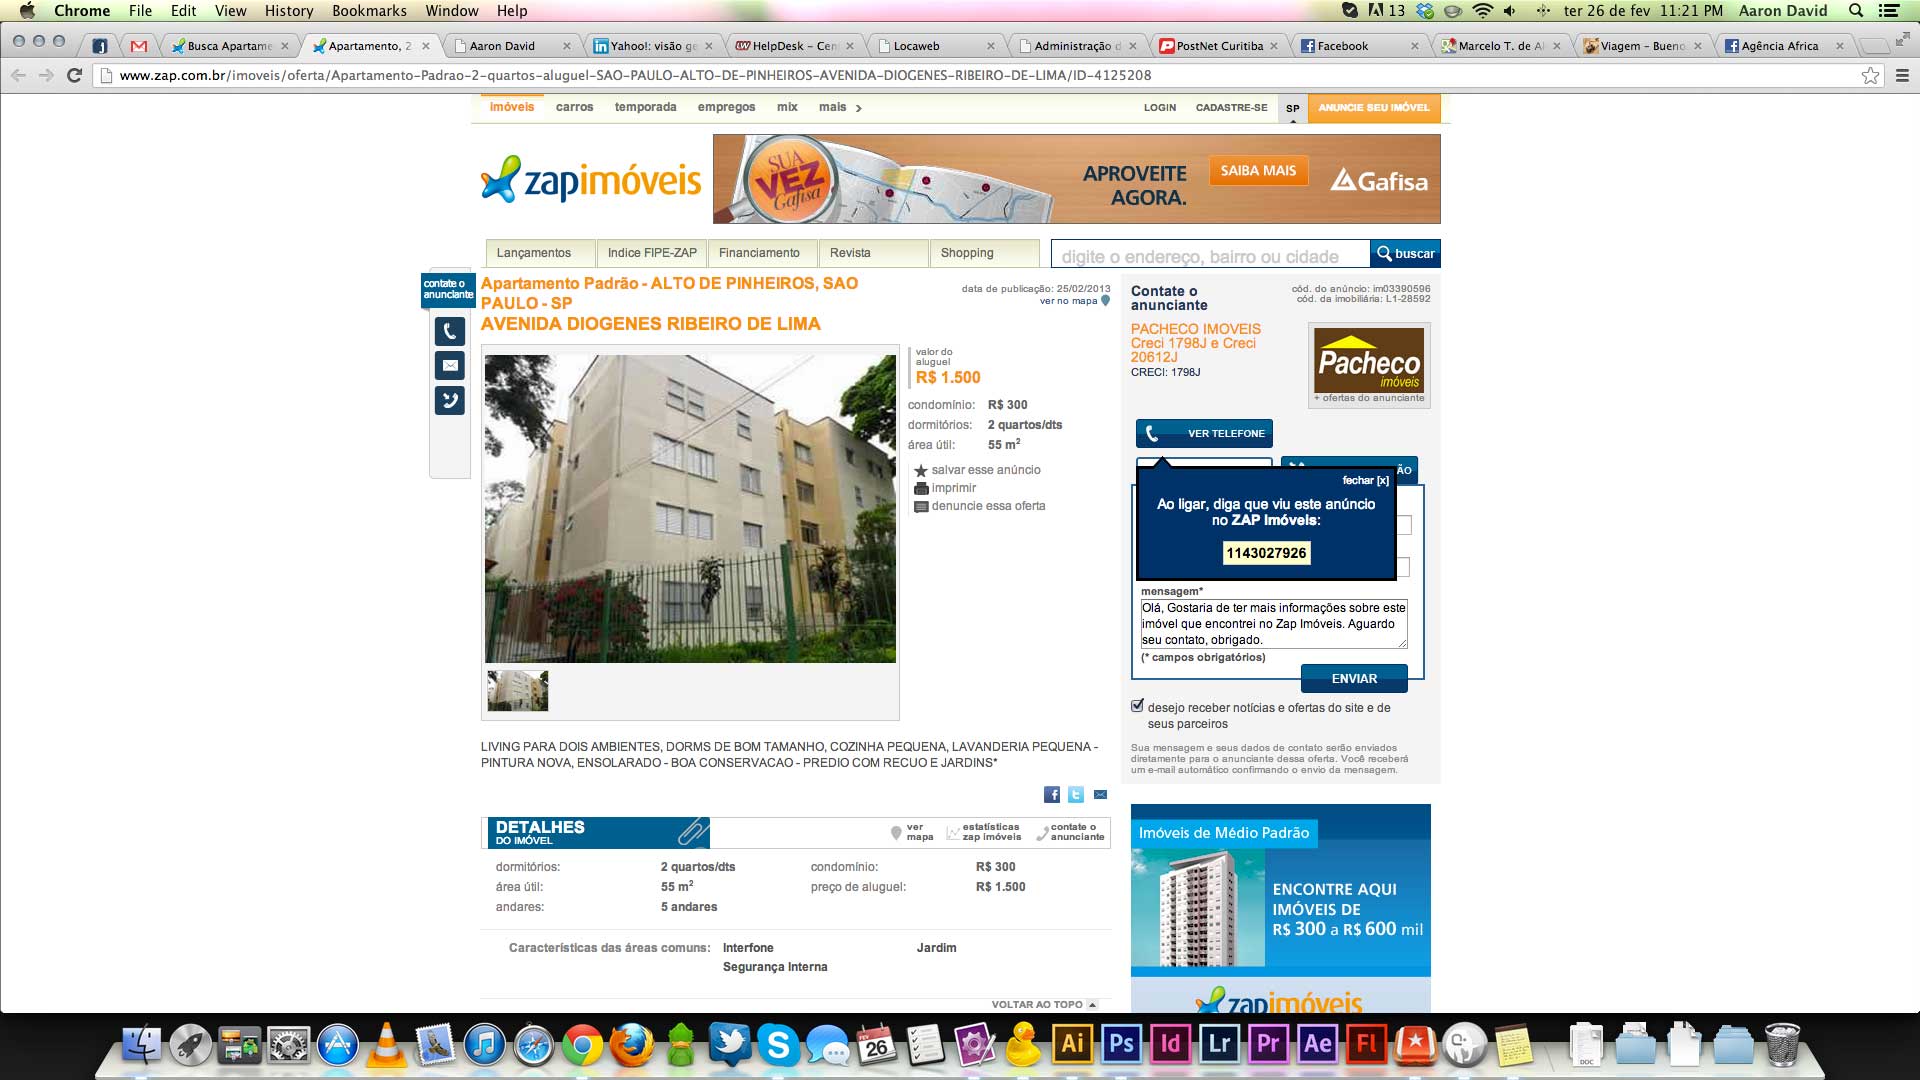 Chrome File Edit View History Bookmarks Window Help
13
ter 26 de fev 11:21 PM Aaron David
Busca Apartame
Apartamento, 2
Aaron David
Yahoo!: visão ge
HelpDesk – Cen
Locaweb
Administração d
PostNet Curitiba
Facebook
Marcelo T. de Al
Viagem – Bueno
Agência Africa
www.zap.com.br/imoveis/oferta/Apartamento-Padrao-2-quartos-aluguel-SAO-PAULO-ALTO-DE-PINHEIROS-AVENIDA-DIOGENES-RIBEIRO-DE-LIMA/ID-4125208
imóveis carros temporada empregos mix mais
LOGIN CADASTRE-SE SP ANUNCIE SEU IMÓVEL
zapimóveis
SUA
VEZ
Gafisa
APROVEITE
AGORA.
SAIBA MAIS
Gafisa
Lançamentos Indice FIPE-ZAP Financiamento Revista Shopping
digite o endereço, bairro ou cidade
buscar
contate o
anunciante
Apartamento Padrão - ALTO DE PINHEIROS, SAO
PAULO - SP
AVENIDA DIOGENES RIBEIRO DE LIMA
data de publicação: 25/02/2013
ver no mapa
valor do
aluguel
R$ 1.500
condomínio: R$ 300
dormitórios: 2 quartos/dts
área útil: 55 m²
salvar esse anúncio
imprimir
denuncie essa oferta
Contate o
anunciante
cód. do anúncio: im03390596
cód. da imobiliária: L1-28592
PACHECO IMOVEIS
Creci 1798J e Creci
20612J
CRECI: 1798J
Pacheco
imóveis
+ ofertas do anunciante
VER TELEFONE
ÃO
fechar [x]
Ao ligar, diga que viu este anúncio
no ZAP Imóveis:
1143027926
mensagem*
Olá, Gostaria de ter mais informações sobre este
imóvel que encontrei no Zap Imóveis. Aguardo
seu contato, obrigado.
(* campos obrigatórios)
ENVIAR
desejo receber notícias e ofertas do site e de
seus parceiros
Sua mensagem e seus dados de contato serão enviados
diretamente para o anunciante dessa oferta. Você receberá
um e-mail automático confirmando o envio da mensagem.
LIVING PARA DOIS AMBIENTES, DORMS DE BOM TAMANHO, COZINHA PEQUENA, LAVANDERIA PEQUENA -
PINTURA NOVA, ENSOLARADO - BOA CONSERVACAO - PREDIO COM RECUO E JARDINS*
DETALHES
DO IMÓVEL
ver
mapa
estatísticas
zap imóveis
contate o
anunciante
dormitórios: 2 quartos/dts condomínio: R$ 300
área útil: 55 m² preço de aluguel: R$ 1.500
andares: 5 andares
Características das áreas comuns: Interfone Jardim
Segurança Interna
VOLTAR AO TOPO
Imóveis de Médio Padrão
ENCONTRE AQUI
IMÓVEIS DE
R$ 300 a R$ 600 mil
zapimóveis
FEV
26
Ai Ps Id Lr Pr Ae Fl
DOC